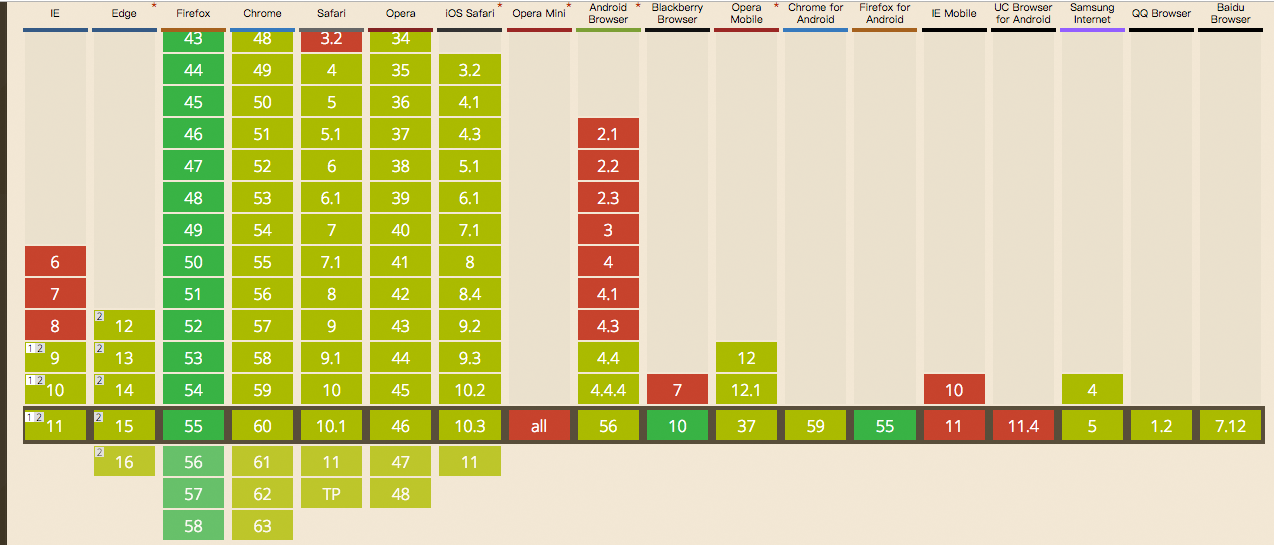 IE Edge * Firefox Chrome Safari Opera iOS Safari * Opera Mini * Android Browser * Blackberry Browser Opera Mobile * Chrome for Android Firefox for Android IE Mobile UC Browser for Android Samsung Internet QQ Browser Baidu Browser
43 48 3.2 34
44 49 4 35 3.2
45 50 5 36 4.1
46 51 5.1 37 4.3 2.1
47 52 6 38 5.1 2.2
48 53 6.1 39 6.1 2.3
49 54 7 40 7.1 3
6 50 55 7.1 41 8 4
7 51 56 8 42 8.4 4.1
8 2 12 52 57 9 43 9.2 4.3
1 2 9 2 13 53 58 9.1 44 9.3 4.4 12
1 2 10 2 14 54 59 10 45 10.2 4.4.4 7 12.1 10 4
1 2 11 2 15 55 60 10.1 46 10.3 all 56 10 37 59 55 11 11.4 5 1.2 7.12
2 16 56 61 11 47 11
57 62 TP 48
58 63